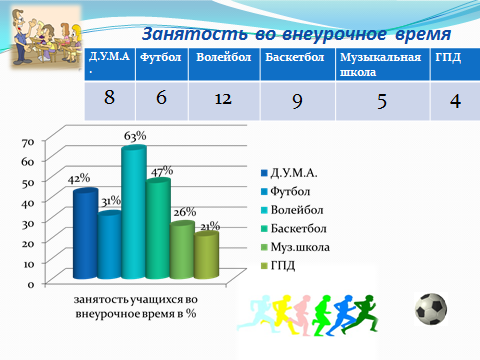 Занятость во внеурочное время
Д.У.М.А. Футбол Волейбол Баскетбол Музыкальная школа ГПД
8 6 12 9 5 4
70
60
50
40
30
20
10
0
42%
31%
63%
47%
26%
21%
занятость учащихся во
внеурочное время в %
Д.У.М.А.
Футбол
Волейбол
Баскетбол
Муз.школа
ГПД